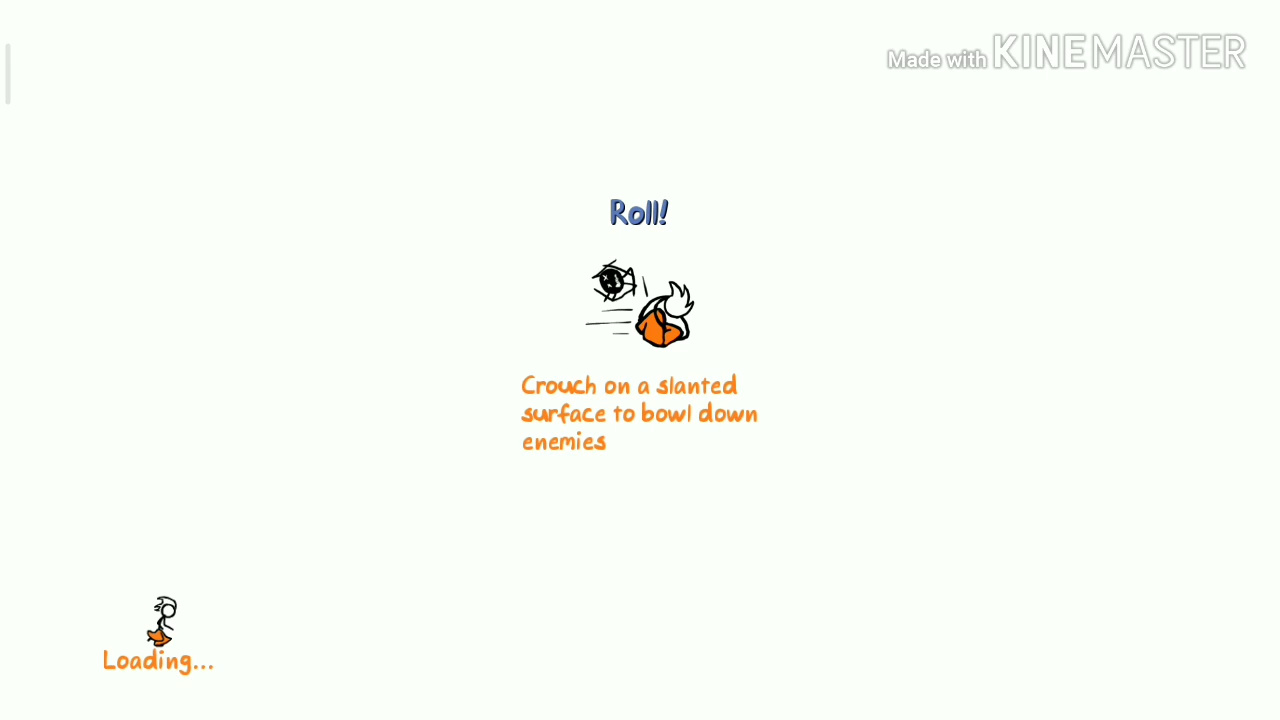 Made with KINEMASTER
Roll!
Crouch on a slanted
surface to bowl down
enemies
Loading...